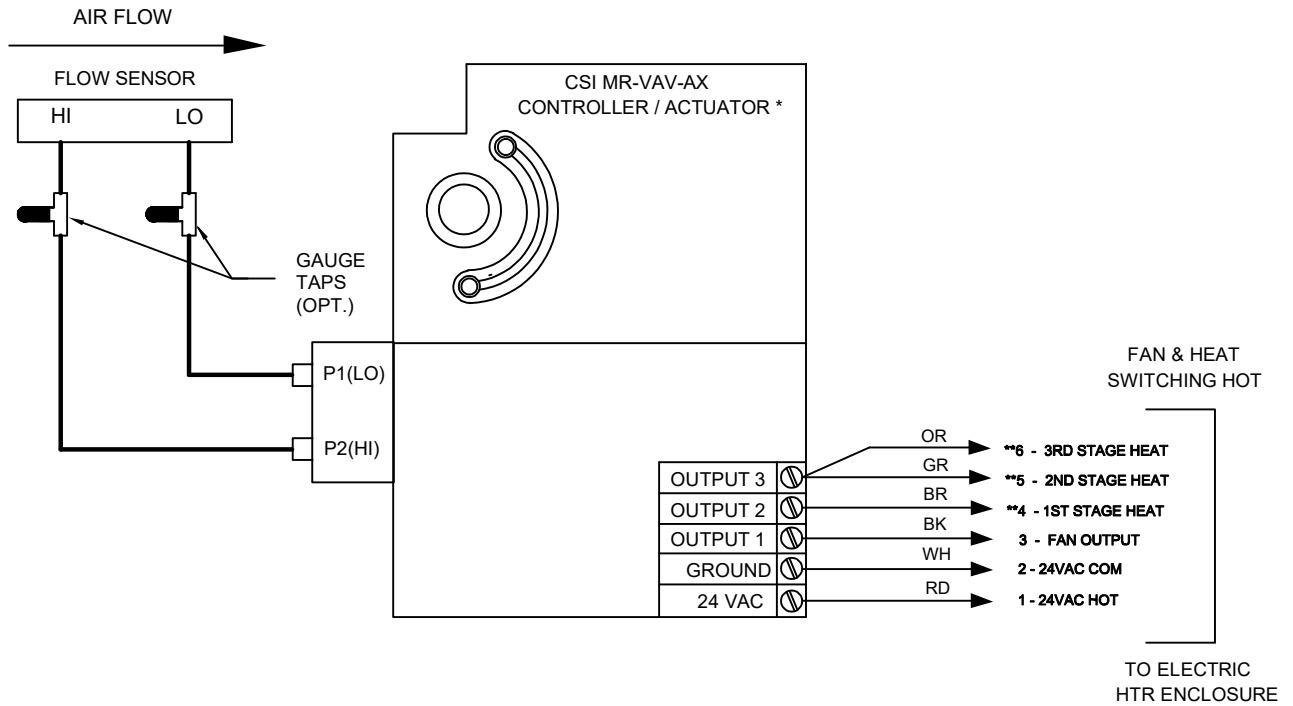 AIR FLOW
FLOW SENSOR
HI
LO
GAUGE
TAPS
(OPT.)
CSI MR-VAV-AX
CONTROLLER / ACTUATOR *
P1(LO)
P2(HI)
OUTPUT 3
OUTPUT 2
OUTPUT 1
GROUND
24 VAC
OR
GR
BR
BK
WH
RD
FAN & HEAT
SWITCHING HOT
**6 - 3RD STAGE HEAT
**5 - 2ND STAGE HEAT
**4 - 1ST STAGE HEAT
3 - FAN OUTPUT
2 - 24VAC COM
1 - 24VAC HOT
TO ELECTRIC
HTR ENCLOSURE